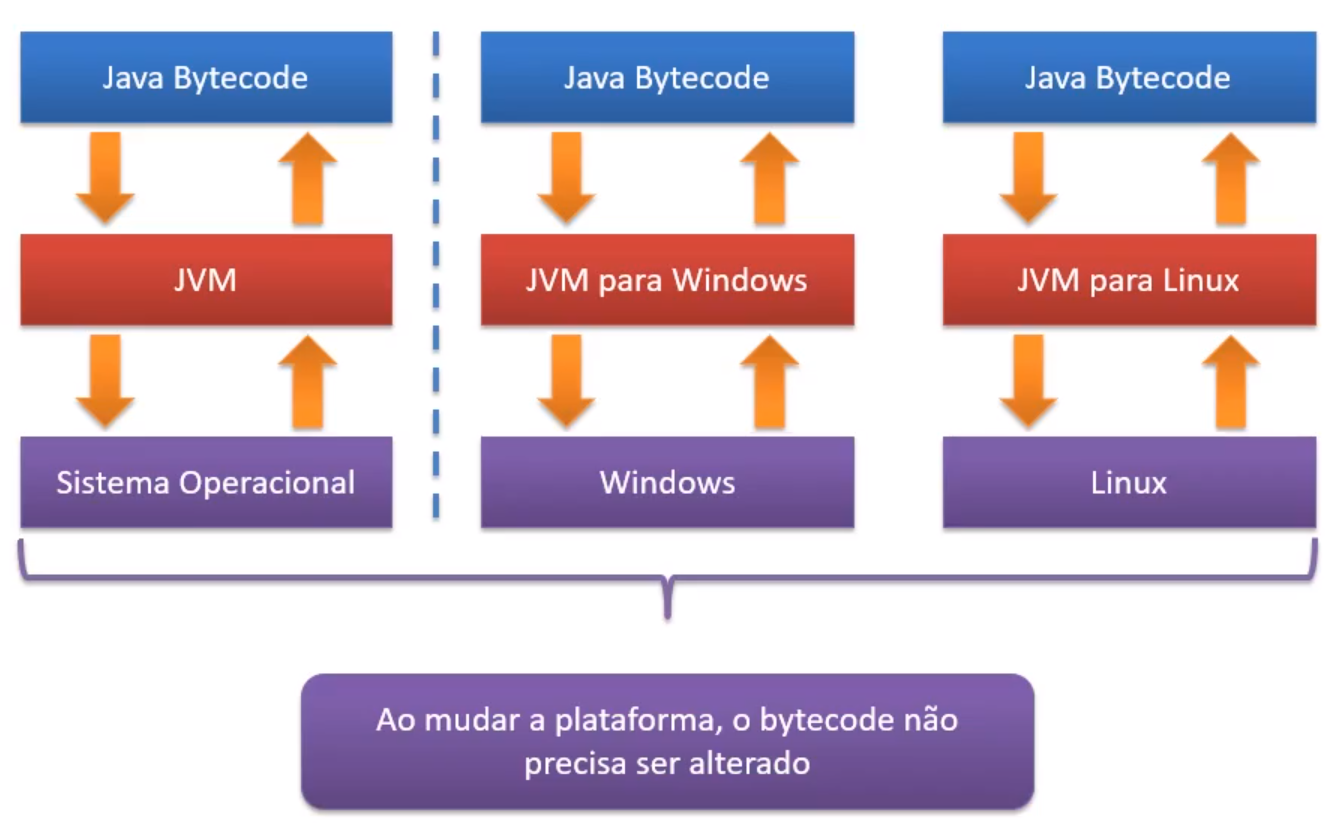 Java Bytecode
Java Bytecode
Java Bytecode
JVM
JVM para Windows
JVM para Linux
Sistema Operacional
Windows
Linux
Ao mudar a plataforma, o bytecode não
precisa ser alterado